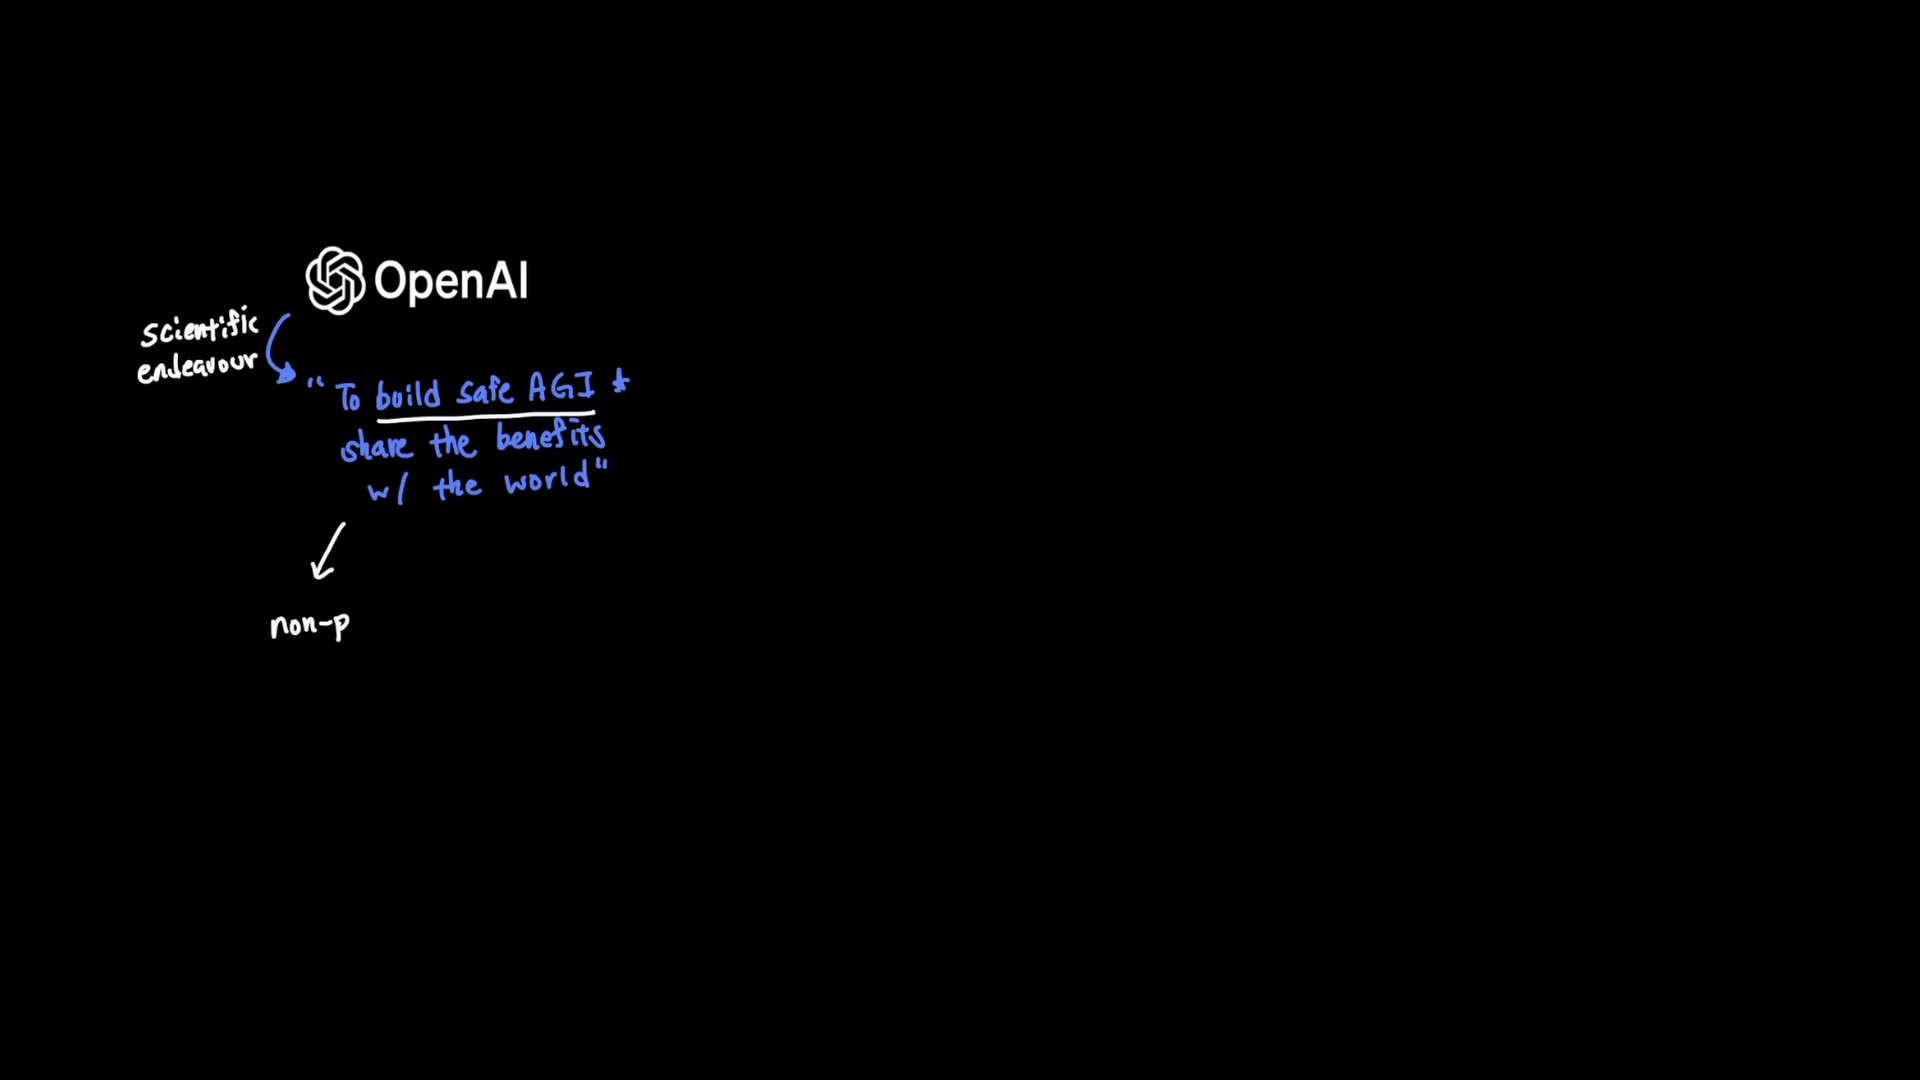 OpenAI
scientific
endeavour
"To build safe AGI +
share the benefits
w/ the world"
non-p